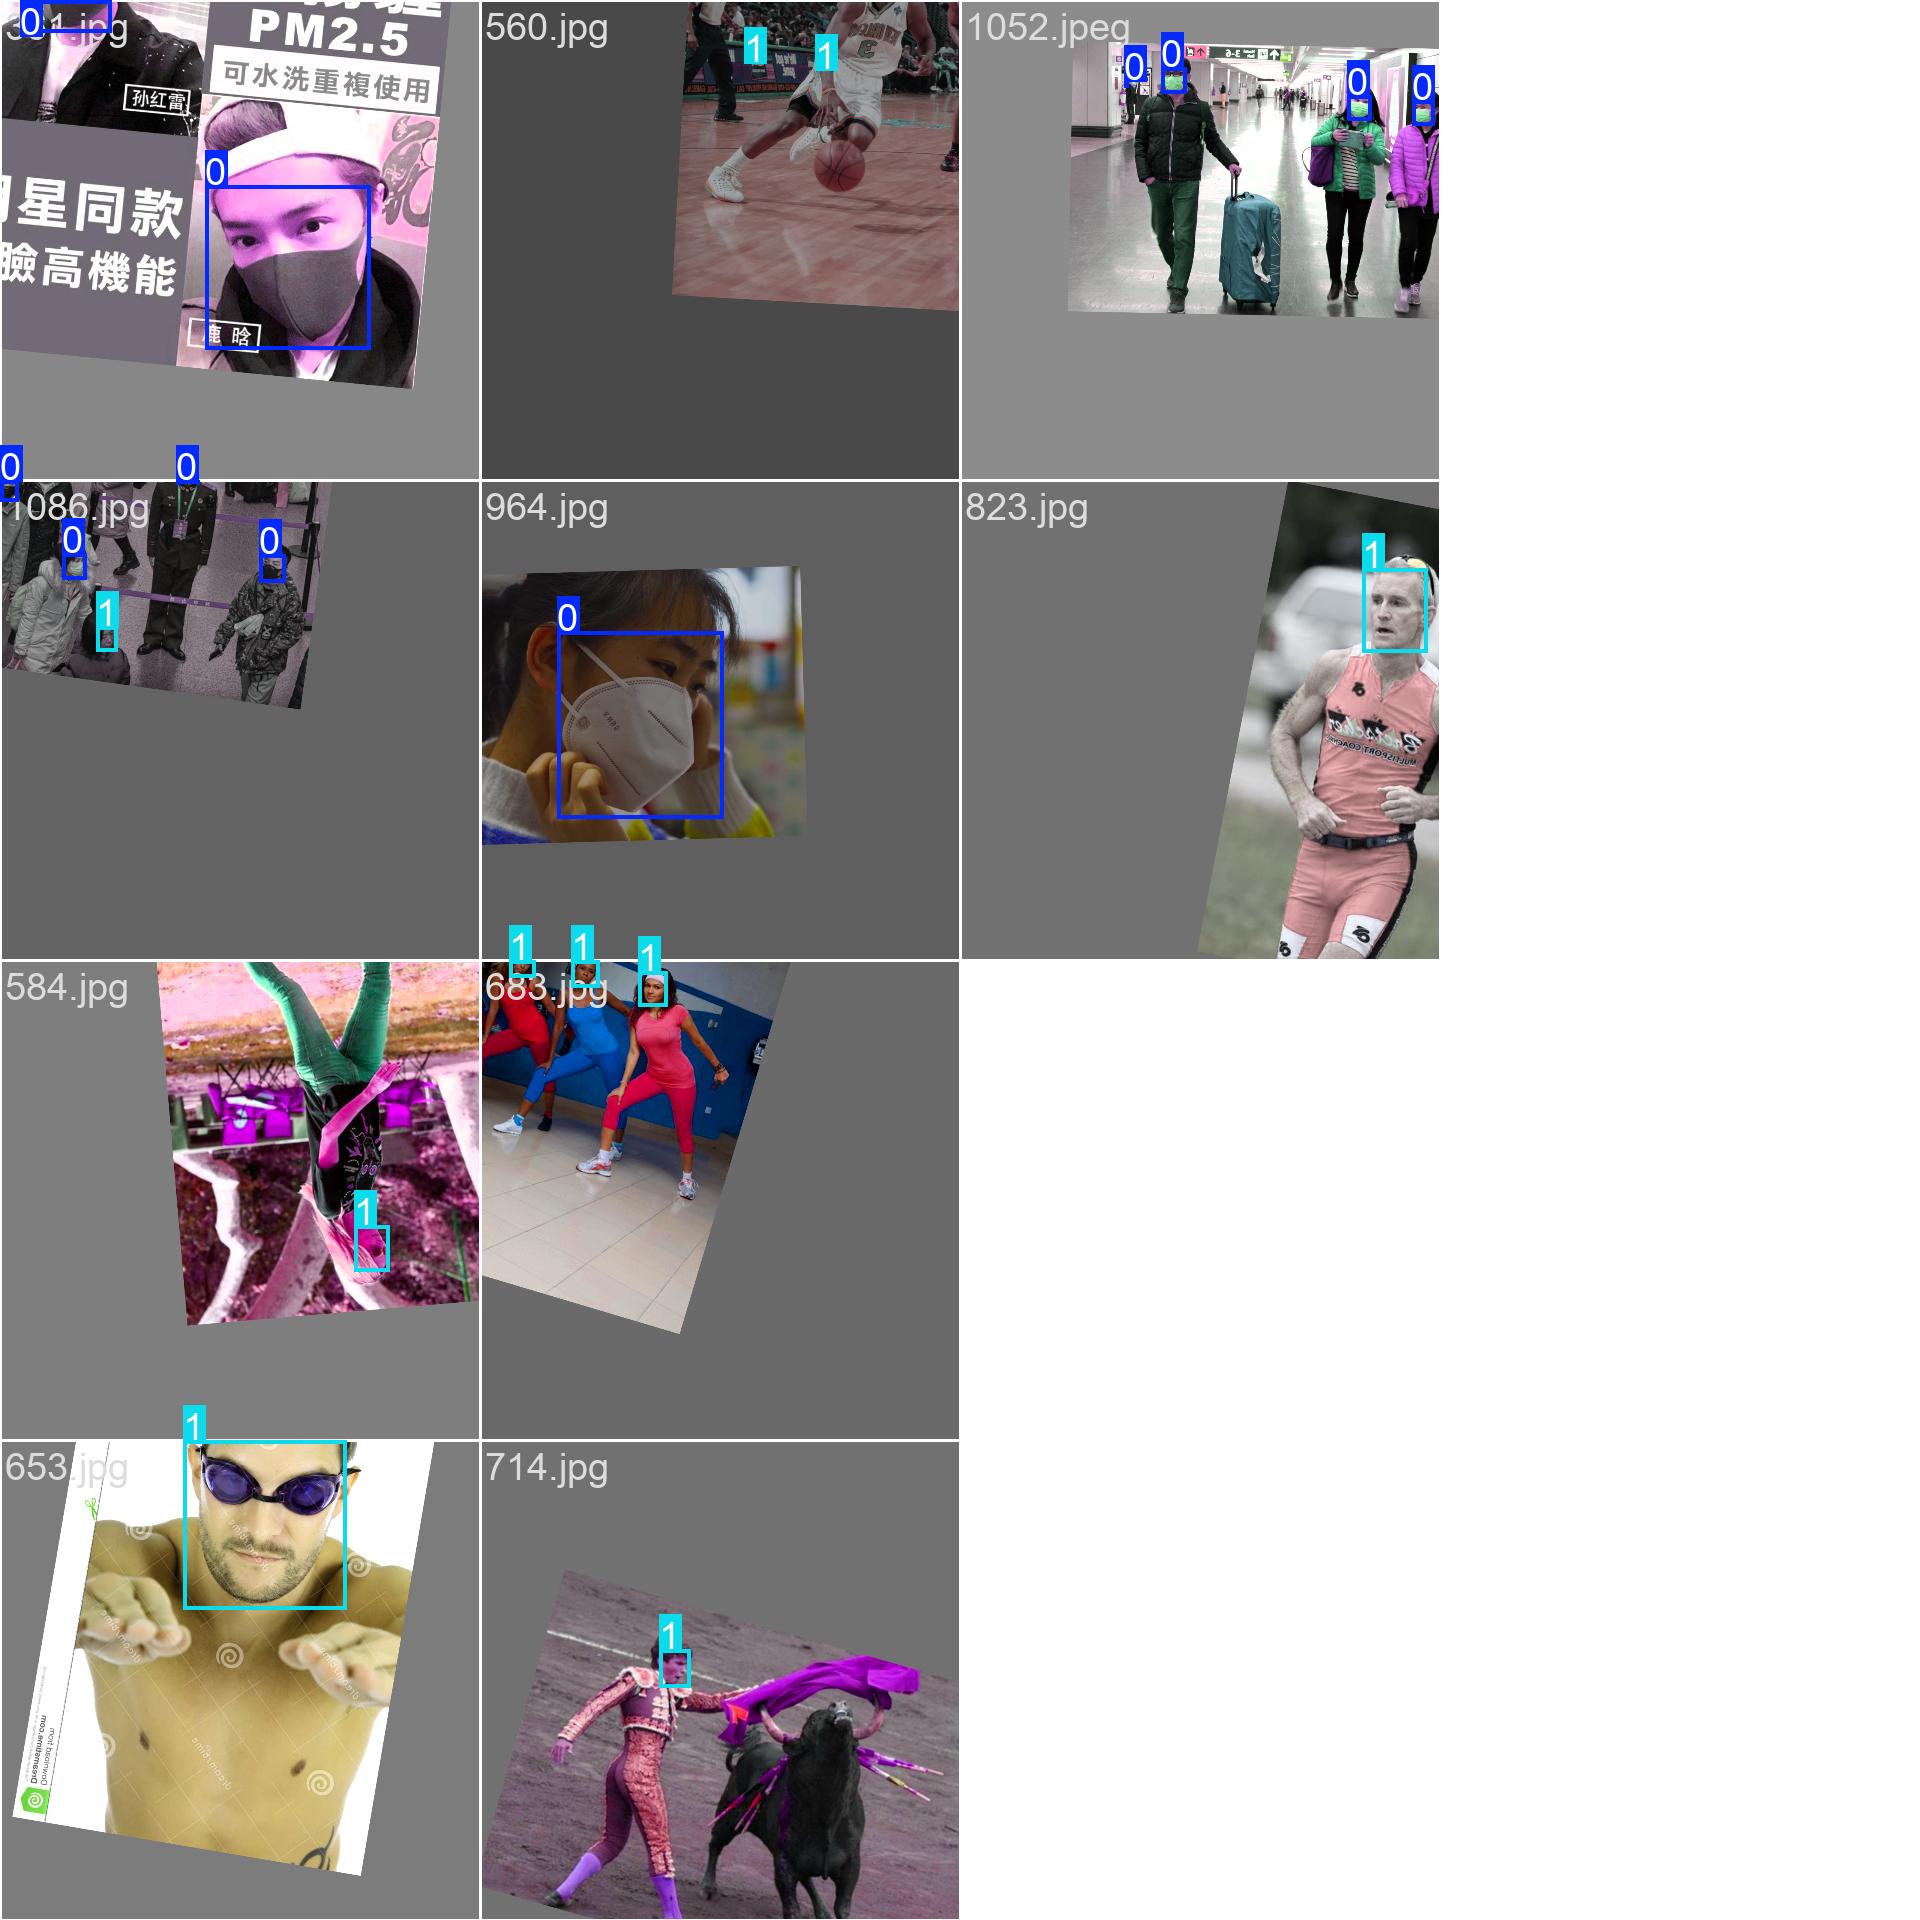 0
PM2.5
可水洗重複使用
孙红雷
0
星同款
臉高機能
鹿 晗
560.jpg
1
1
3
1052.jpeg
0
0
0
0
0
1086.jpg
0
0
0
1
964.jpg
0
823.jpg
1
MULTISPORT COACHING
584.jpg
1
683.jpg
1
1
1
653.jpg
1
Download from
Dreamstime.com
dreamstime
714.jpg
1